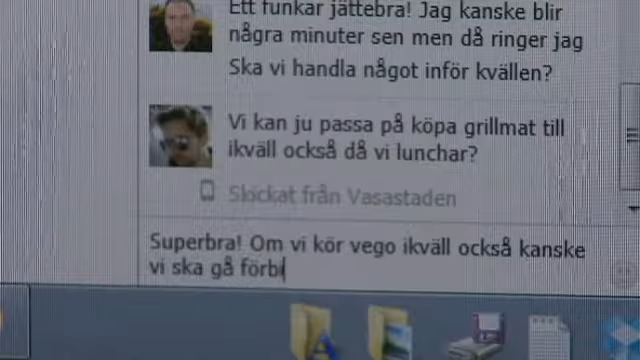 Ett funkar jättebra! Jag kanske blir
några minuter sen men då ringer jag
Ska vi handla något inför kvällen?
Vi kan ju passa på köpa grillmat till
ikväll också då vi lunchar?
Skickat från Vasastaden
Superbra! Om vi kör vego ikväll också kanske
vi ska gå förbi